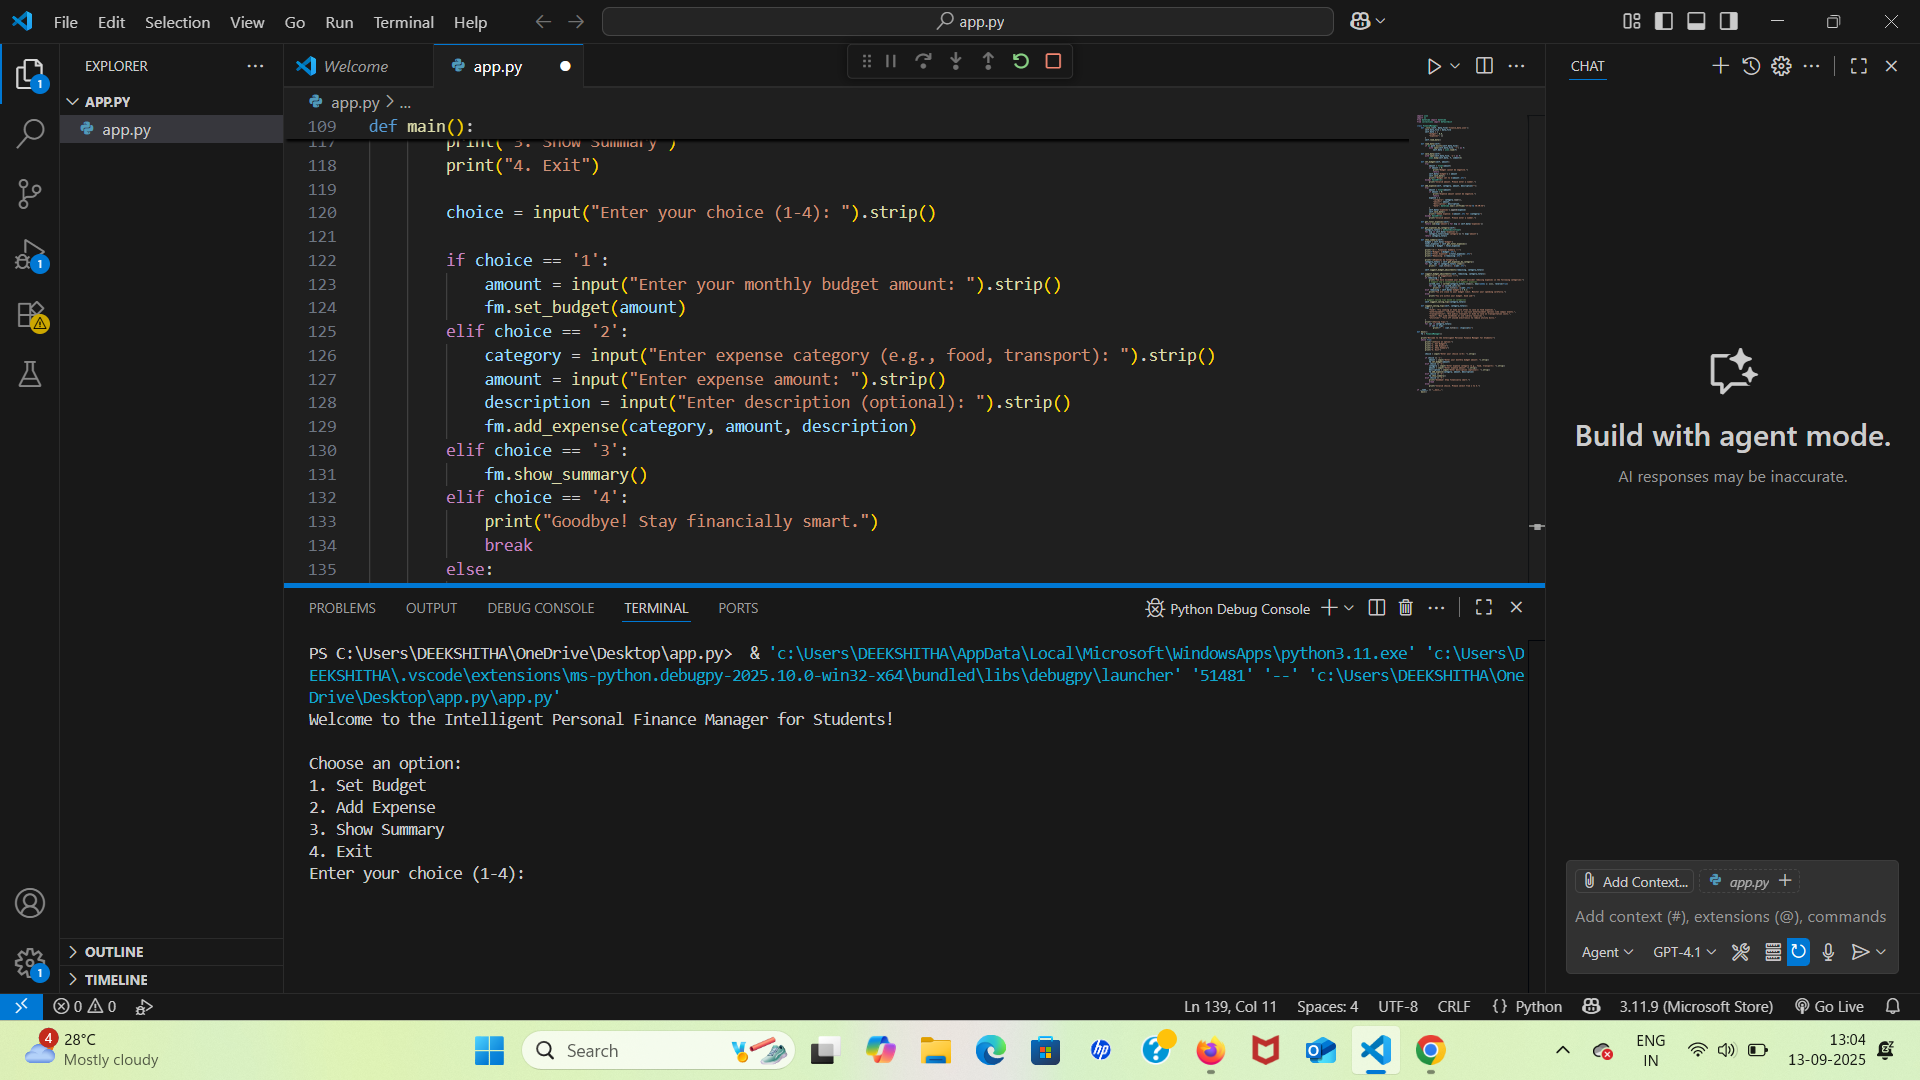 File Edit Selection View Go Run Terminal Help
app.py
EXPLORER
Welcome
app.py
CHAT
APP.PY
app.py
app.py > ...
109 def main():
117 print("3. Show Summary")
118 print("4. Exit")
119
120 choice = input("Enter your choice (1-4): ").strip()
121
122 if choice == '1':
123 amount = input("Enter your monthly budget amount: ").strip()
124 fm.set_budget(amount)
125 elif choice == '2':
126 category = input("Enter expense category (e.g., food, transport): ").strip()
127 amount = input("Enter expense amount: ").strip()
128 description = input("Enter description (optional): ").strip()
129 fm.add_expense(category, amount, description)
130 elif choice == '3':
131 fm.show_summary()
132 elif choice == '4':
133 print("Goodbye! Stay financially smart.")
134 break
135 else:
Build with agent mode.
AI responses may be inaccurate.
PROBLEMS OUTPUT DEBUG CONSOLE TERMINAL PORTS
Python Debug Console
PS C:\Users\DEEKSHITHA\OneDrive\Desktop\app.py>  & 'c:\Users\DEEKSHITHA\AppData\Local\Microsoft\WindowsApps\python3.11.exe' 'c:\Users\D
EEKSHITHA\.vscode\extensions\ms-python.debugpy-2025.10.0-win32-x64\bundled\libs\debugpy\launcher' '51481' '--' 'c:\Users\DEEKSHITHA\One
Drive\Desktop\app.py\app.py'
Welcome to the Intelligent Personal Finance Manager for Students!
Choose an option:
1. Set Budget
2. Add Expense
3. Show Summary
4. Exit
Enter your choice (1-4):
Add Context...
app.py
Add context (#), extensions (@), commands
Agent
GPT-4.1
OUTLINE
TIMELINE
0 0
Ln 139, Col 11
Spaces: 4
UTF-8
CRLF
{ } Python
3.11.9 (Microsoft Store)
Go Live
4
28°C
Mostly cloudy
Search
ENG
IN
13:04
13-09-2025